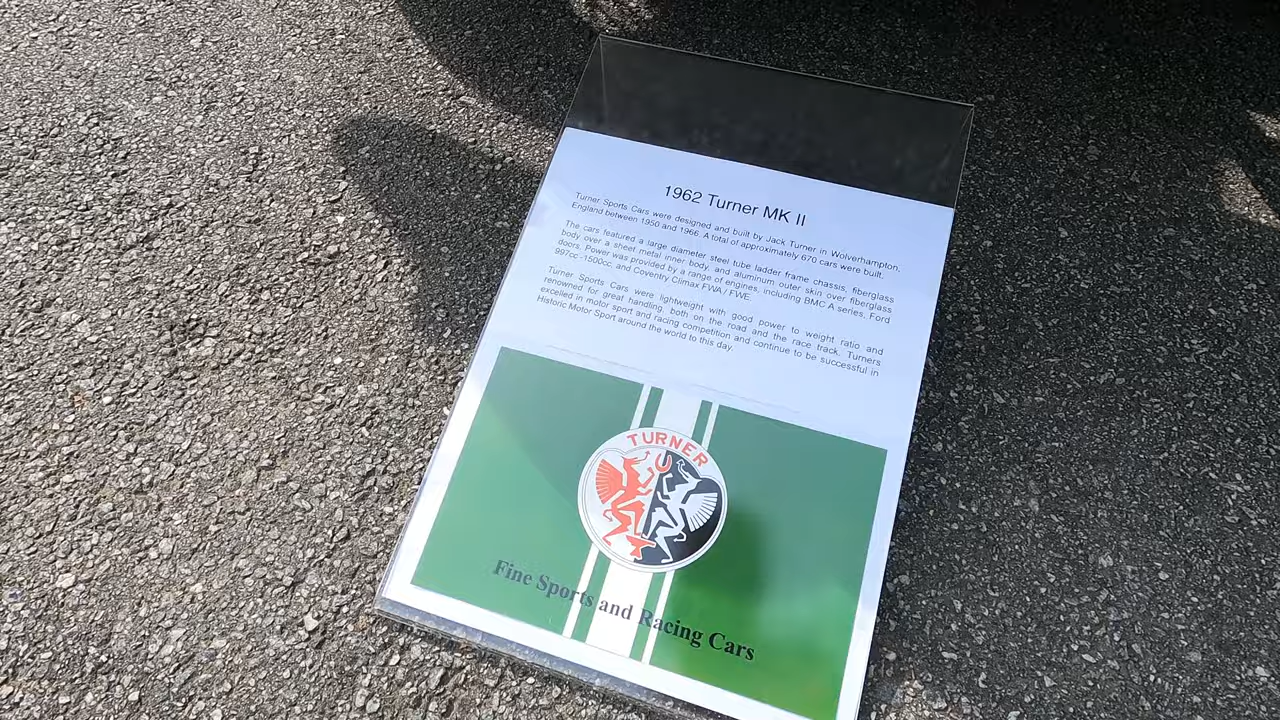 1962 Turner MK II
Turner Sports Cars were designed and built by Jack Turner in Wolverhampton,
England between 1950 and 1966. A total of approximately 670 cars were built.
The cars featured a large diameter steel tube ladder frame chassis, fiberglass
body over a sheet metal inner body, and aluminum outer skin over fiberglass
doors. Power was provided by a range of engines, including BMC A series, Ford
997cc -1500cc, and Coventry Climax FWA / FWE.
Turner Sports Cars were lightweight with good power to weight ratio and
renowned for great handling, both on the road and the race track. Turners
excelled in motor sport and racing competition and continue to be successful in
Historic Motor Sport around the world to this day.
TURNER
Fine Sports and Racing Cars